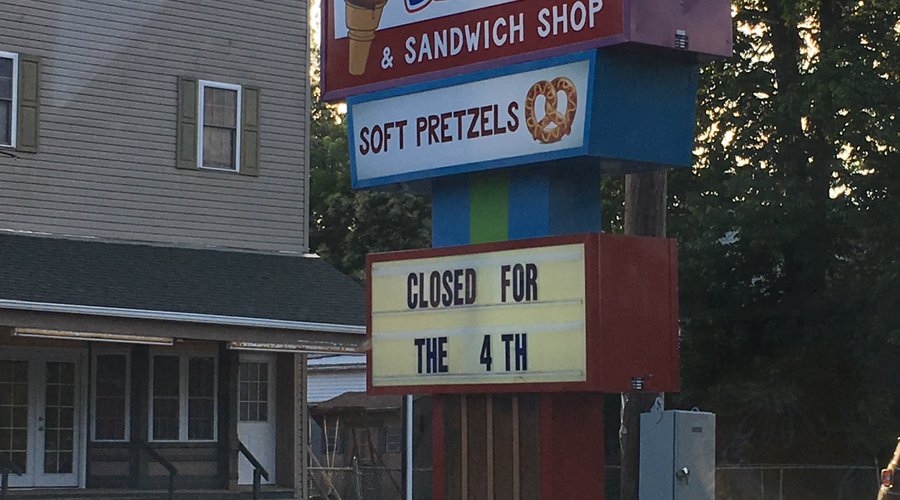 & SANDWICH SHOP
SOFT PRETZELS
CLOSED FOR
THE 4TH